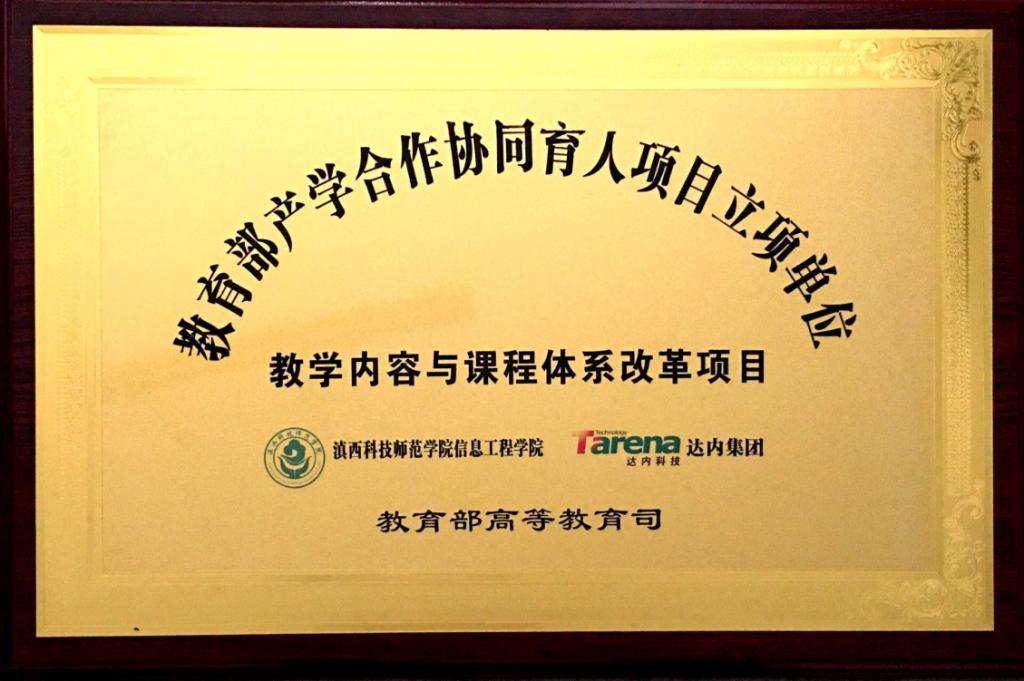 教育部产学合作协同育人项目立项单位
教学内容与课程体系改革项目
滇西科技师范学院信息工程学院
Technology
Tarena
达内科技
达内集团
教育部高等教育司